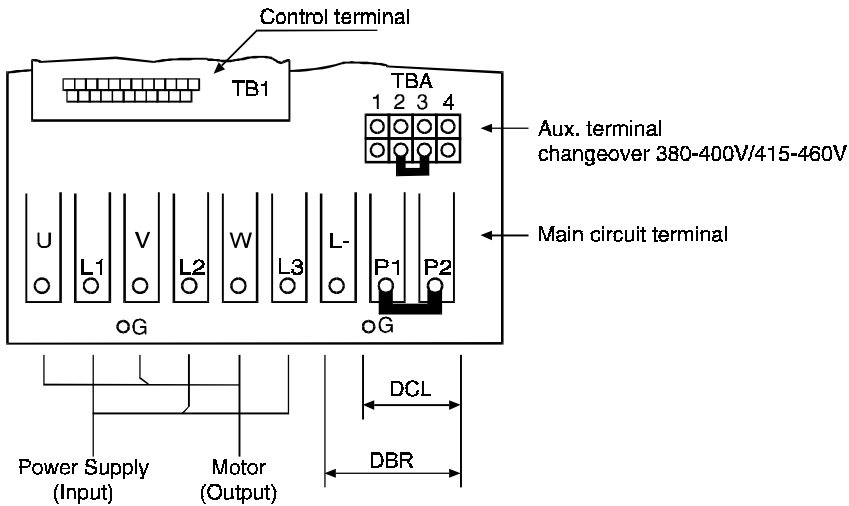 Control terminal
TB1
TBA
1 2 3 4
Aux. terminal
changeover 380-400V/415-460V
U V W L-
Main circuit terminal
L1 L2 L3 P1 P2
G G
DCL
DBR
Power Supply
(Input)
Motor
(Output)